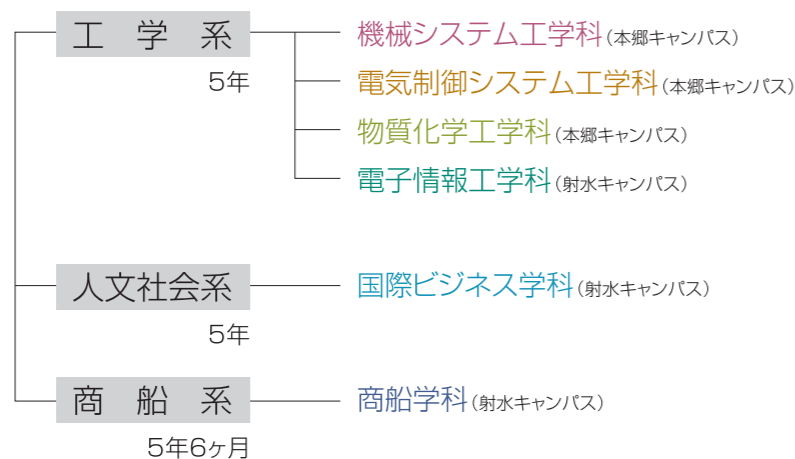 工学系 機械システム工学科(本郷キャンパス)
5年 電気制御システム工学科(本郷キャンパス)
物質化学工学科(本郷キャンパス)
電子情報工学科(射水キャンパス)
人文社会系 国際ビジネス学科(射水キャンパス)
5年
商船系 商船学科(射水キャンパス)
5年6ヶ月